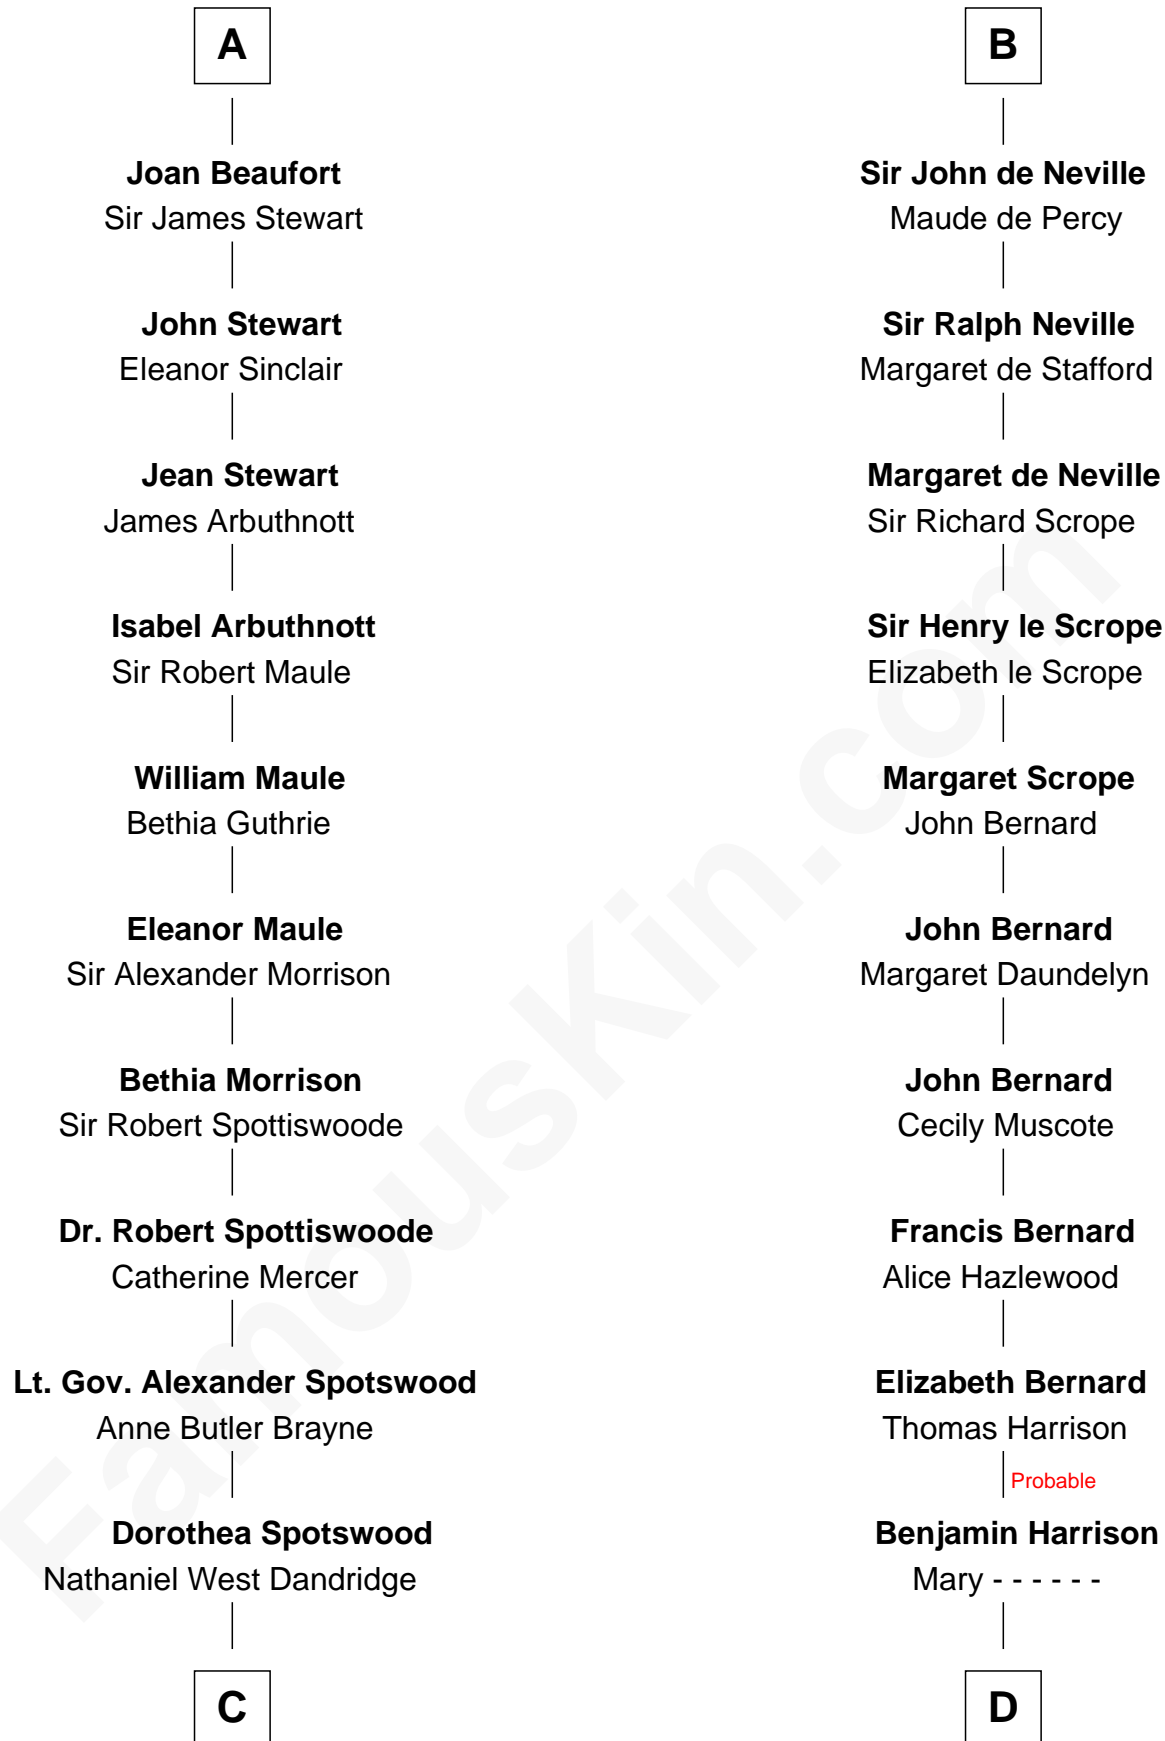 A
Joan Beaufort
Sir James Stewart
John Stewart
Eleanor Sinclair
Jean Stewart
James Arbuthnott
Isabel Arbuthnott
Sir Robert Maule
William Maule
Bethia Guthrie
Eleanor Maule
Sir Alexander Morrison
Bethia Morrison
Sir Robert Spottiswoode
Dr. Robert Spottiswoode
Catherine Mercer
Lt. Gov. Alexander Spotswood
Anne Butler Brayne
Dorothea Spotswood
Nathaniel West Dandridge
C
B
Sir John de Neville
Maude de Percy
Sir Ralph Neville
Margaret de Stafford
Margaret de Neville
Sir Richard Scrope
Sir Henry le Scrope
Elizabeth le Scrope
Margaret Scrope
John Bernard
John Bernard
Margaret Daundelyn
John Bernard
Cecily Muscote
Francis Bernard
Alice Hazlewood
Elizabeth Bernard
Thomas Harrison
Probable
Benjamin Harrison
Mary - - - - - -
D
FamousKin.com